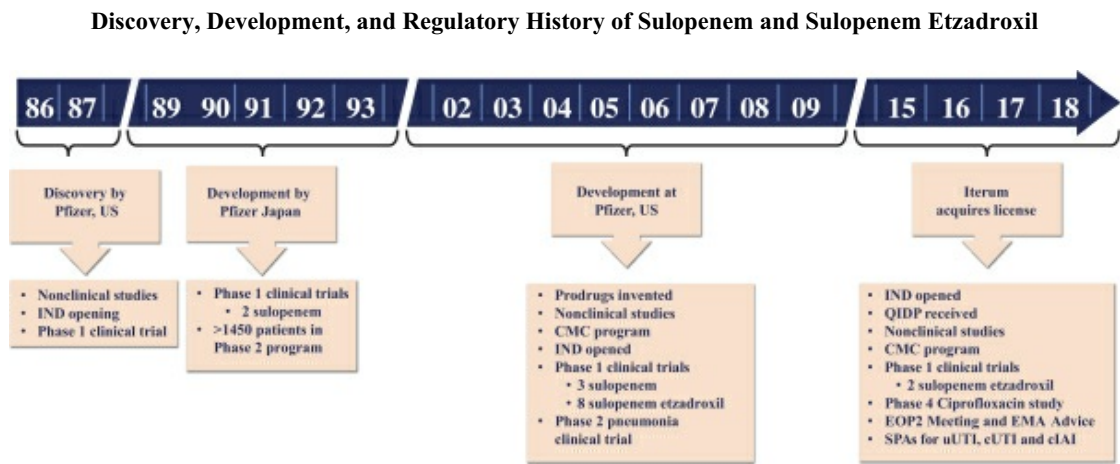 Discovery, Development, and Regulatory History of Sulopenem and Sulopenem Etzadroxil
86 87 89 90 91 92 93 02 03 04 05 06 07 08 09 15 16 17 18
Discovery by
Pfizer, US
• Nonclinical studies
• IND opening
• Phase 1 clinical trial
Development by
Pfizer Japan
• Phase 1 clinical trials
• 2 sulopenem
• >1450 patients in
Phase 2 program
Development at
Pfizer, US
• Prodrugs invented
• Nonclinical studies
• CMC program
• IND opened
• Phase 1 clinical trials
• 3 sulopenem
• 8 sulopenem etzadroxil
• Phase 2 pneumonia
clinical trial
Iterum
acquires license
• IND opened
• QIDP received
• Nonclinical studies
• CMC program
• Phase 1 clinical trials
• 2 sulopenem etzadroxil
• Phase 4 Ciprofloxacin study
• EOP2 Meeting and EMA Advice
• SPAs for uUTI, cUTI and cIAI